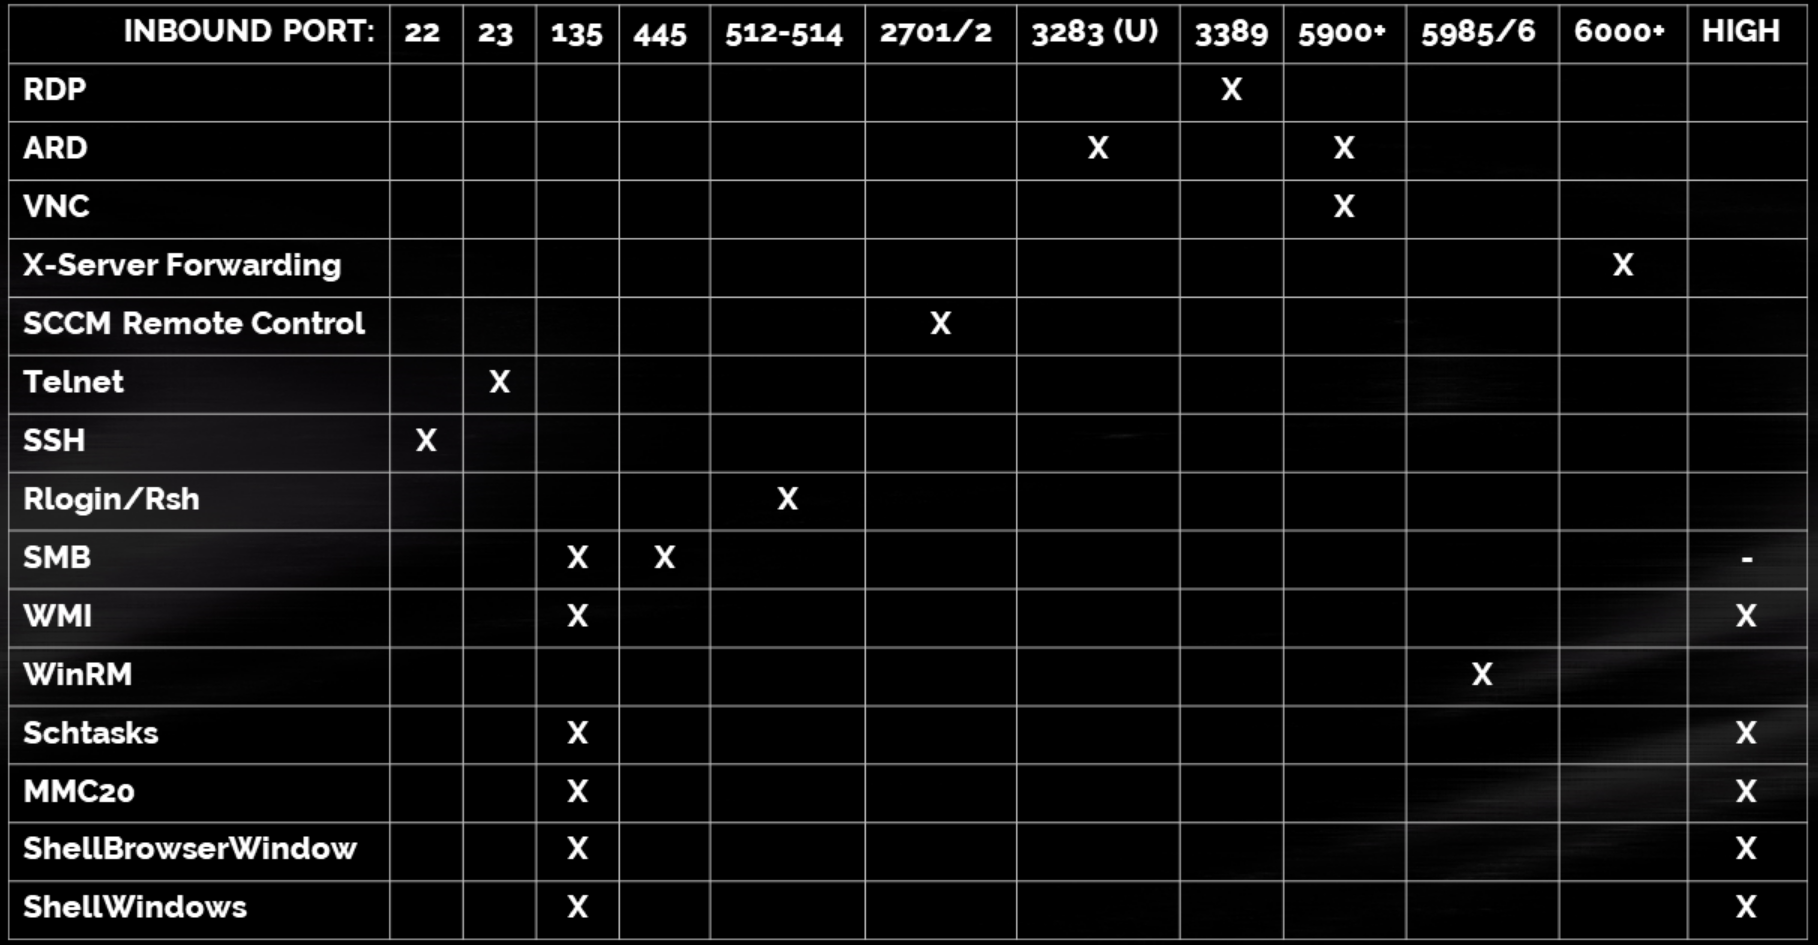 INBOUND PORT: 22 23 135 445 512-514 2701/2 3283 (U) 3389 5900+ 5985/6 6000+ HIGH
RDP X
ARD X X
VNC X
X-Server Forwarding X
SCCM Remote Control X
Telnet X
SSH X
Rlogin/Rsh X
SMB X X -
WMI X X
WinRM X
Schtasks X X
MMC20 X X
ShellBrowserWindow X X
ShellWindows X X